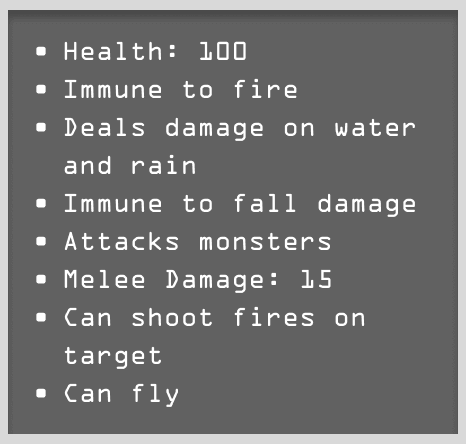 • Health: 100
• Immune to fire
• Deals damage on water
and rain
• Immune to fall damage
• Attacks monsters
• Melee Damage: 15
• Can shoot fires on
target
• Can fly